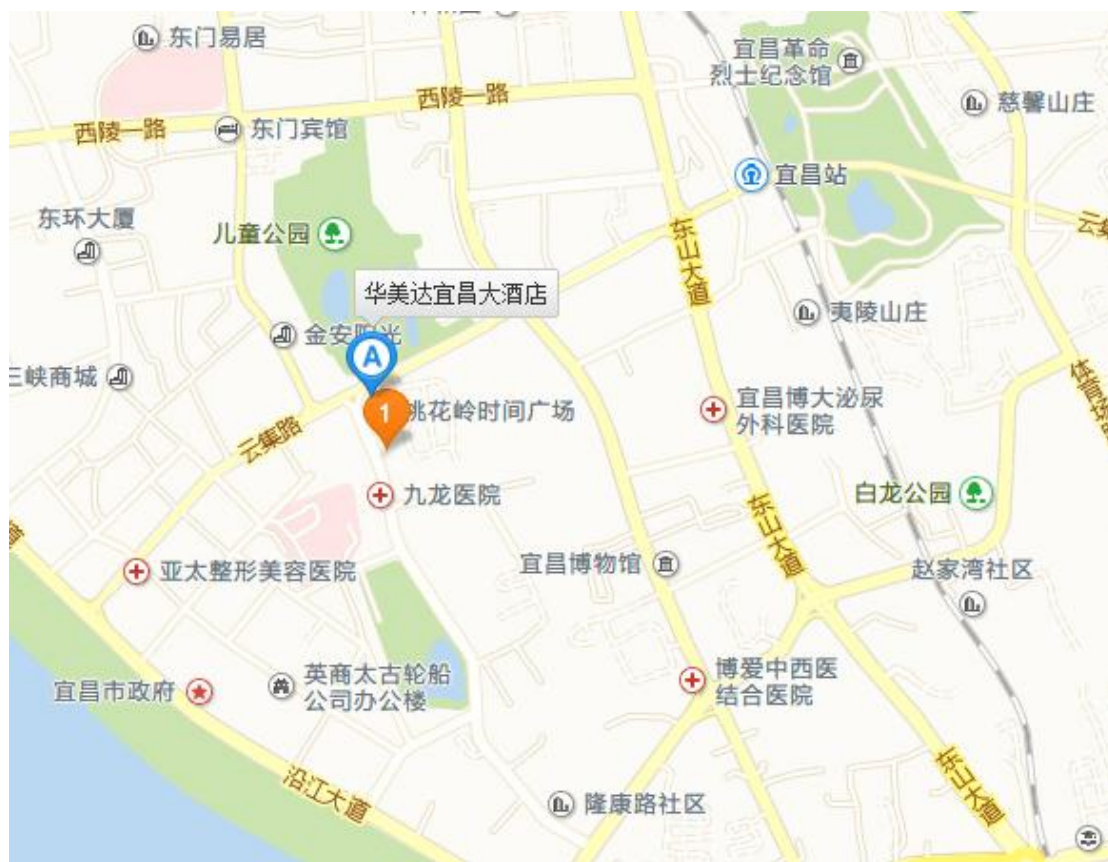 东门易居
宜昌革命
烈士纪念馆
西陵一路
慈馨山庄
西陵一路
东门宾馆
宜昌站
东环大厦
儿童公园
东山大道
云集
华美达宜昌大酒店
夷陵山庄
金安阳光
A
三峡商城
体育场
1
桃花岭时间广场
宜昌博大泌尿
外科医院
云集路
九龙医院
白龙公园
东山大道
宜昌博物馆
亚太整形美容医院
赵家湾社区
英商太古轮船
公司办公楼
博爱中西医
结合医院
宜昌市政府
沿江大道
东山大道
隆康路社区